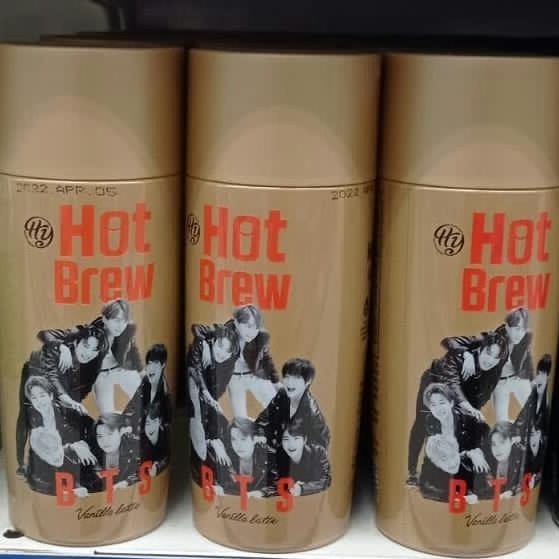 2022 APR.05
Hy Hot
Brew
BTS
Vanilla latte
2022 APR
Hy Hot
Brew
BTS
Vanilla latte
Hy Hot
Brew
BTS
Vanilla latte